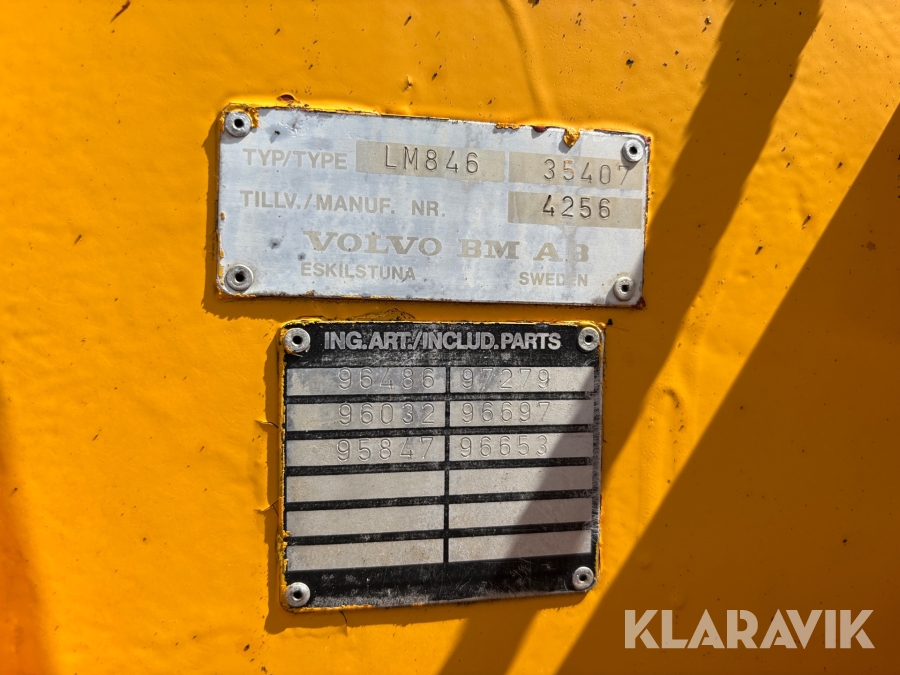 TYP/TYPE LM846 35407
TILLV./MANUF. NR. 4256
VOLVO BM AB
ESKILSTUNA SWEDEN
ING.ART./INCLUD.PARTS
96486 97279
96032 96697
95847 96653
KLARAVIK